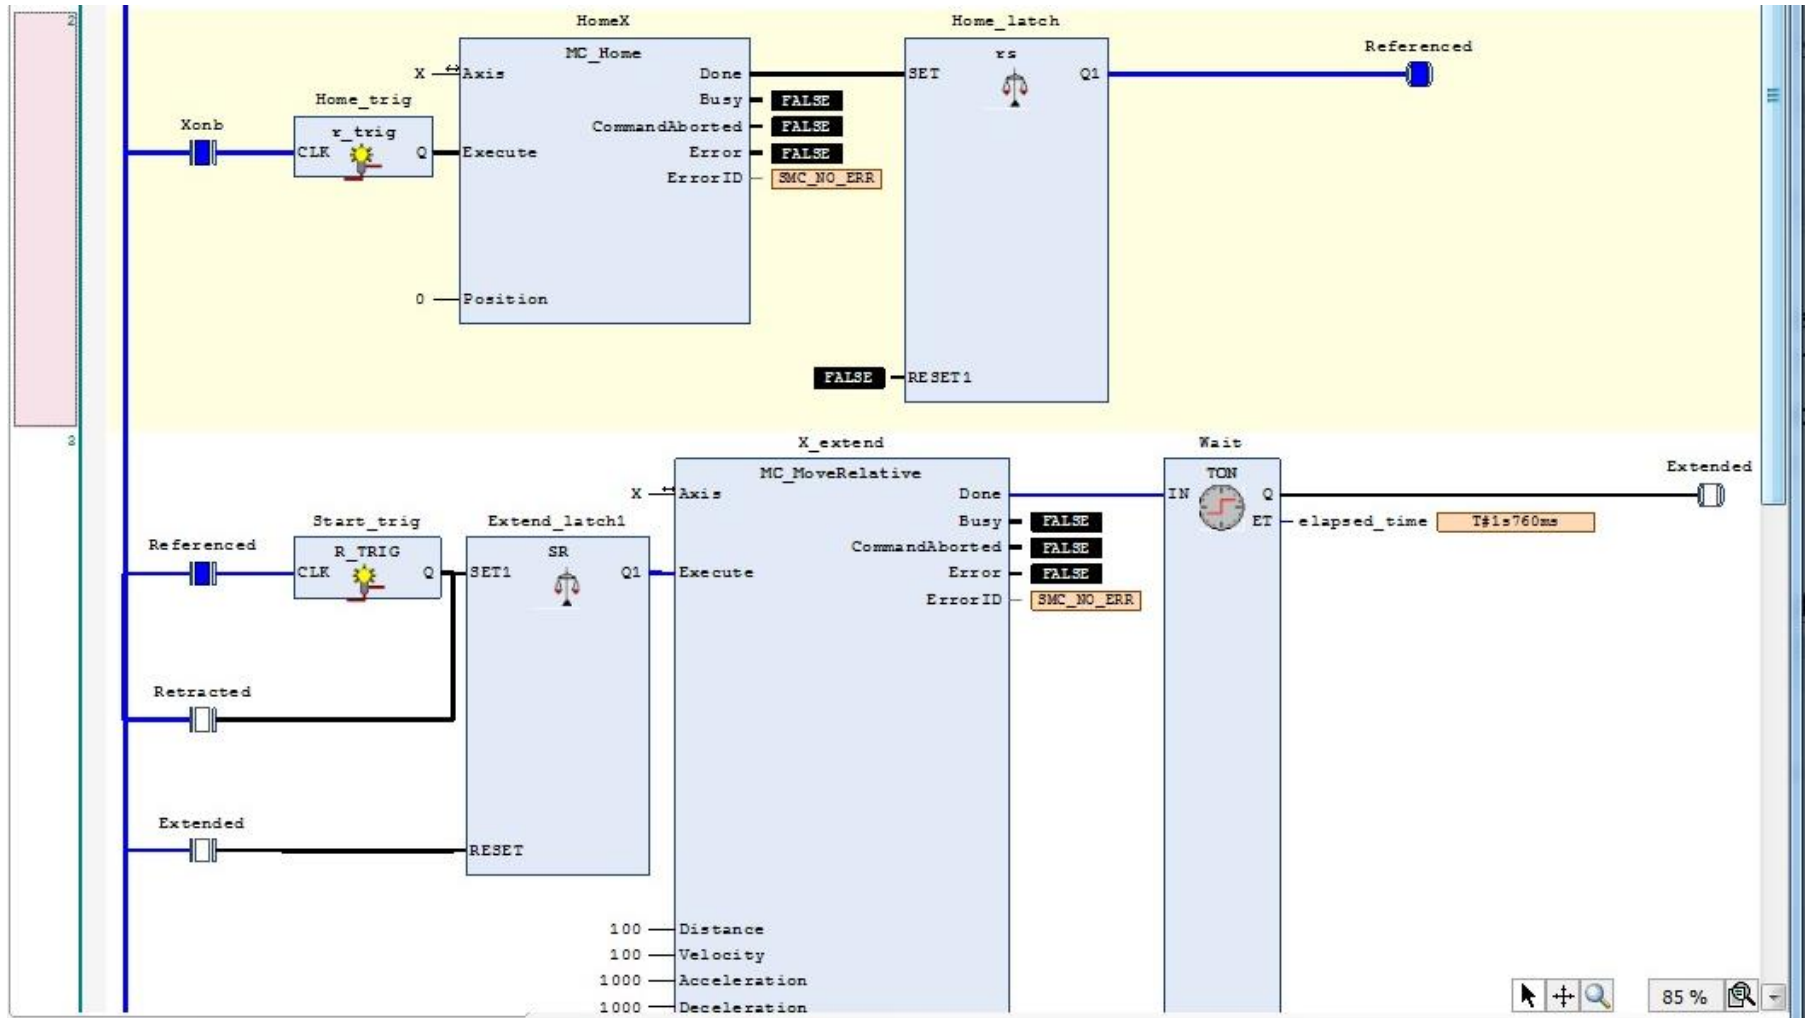 2
HomeX
Home_latch
MC_Home
rs
Referenced
X
Axis
Done
SET
Q1
Home_trig
Busy
FALSE
Xonb
r_trig
CommandAborted
FALSE
CLK
Q
Execute
Error
FALSE
ErrorID
SMC_NO_ERR
0
Position
FALSE
RESET1
3
X_extend
Wait
MC_MoveRelative
TON
Extended
X
Axis
Done
IN
Q
Start_trig
Extend_latch1
Busy
FALSE
ET
elapsed_time
T#1s760ms
Referenced
R_TRIG
SR
CommandAborted
FALSE
CLK
Q
SET1
Q1
Execute
Error
FALSE
ErrorID
SMC_NO_ERR
Retracted
Extended
RESET
100
Distance
100
Velocity
1000
Acceleration
1000
Deceleration
85 %